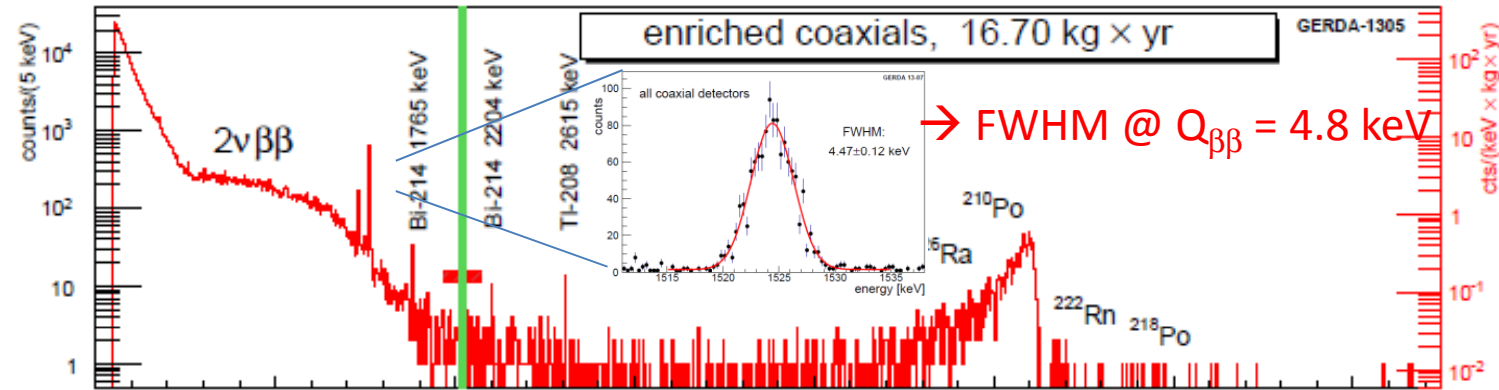 enriched coaxials, 16.70 kg × yr
GERDA-1305
counts/(5 keV)
10⁴
10³
10²
10
1
2νββ
Bi-214 1765 keV
Bi-214 2204 keV
Tl-208 2615 keV
GERDA 13-07
all coaxial detectors
FWHM:
4.47±0.12 keV
counts
100
80
60
40
20
0
1515 1520 1525 1530 1535
energy [keV]
→ FWHM @ Qββ = 4.8 keV
²¹⁰Po
⁶Ra
²²²Rn
²¹⁸Po
10²
10
1
10⁻¹
10⁻²
cts/(keV × kg × yr)